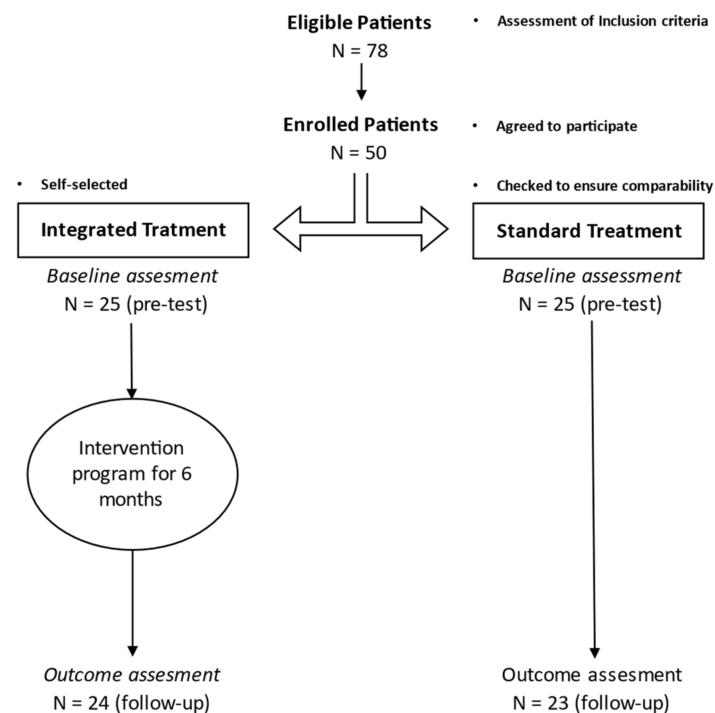 Eligible Patients
• Assessment of Inclusion criteria
N = 78
Enrolled Patients
• Agreed to participate
N = 50
• Self-selected
• Checked to ensure comparability
Integrated Tratment
Standard Treatment
Baseline assesment
Baseline assessment
N = 25 (pre-test)
N = 25 (pre-test)
Intervention
program for 6
months
Outcome assesment
Outcome assesment
N = 24 (follow-up)
N = 23 (follow-up)